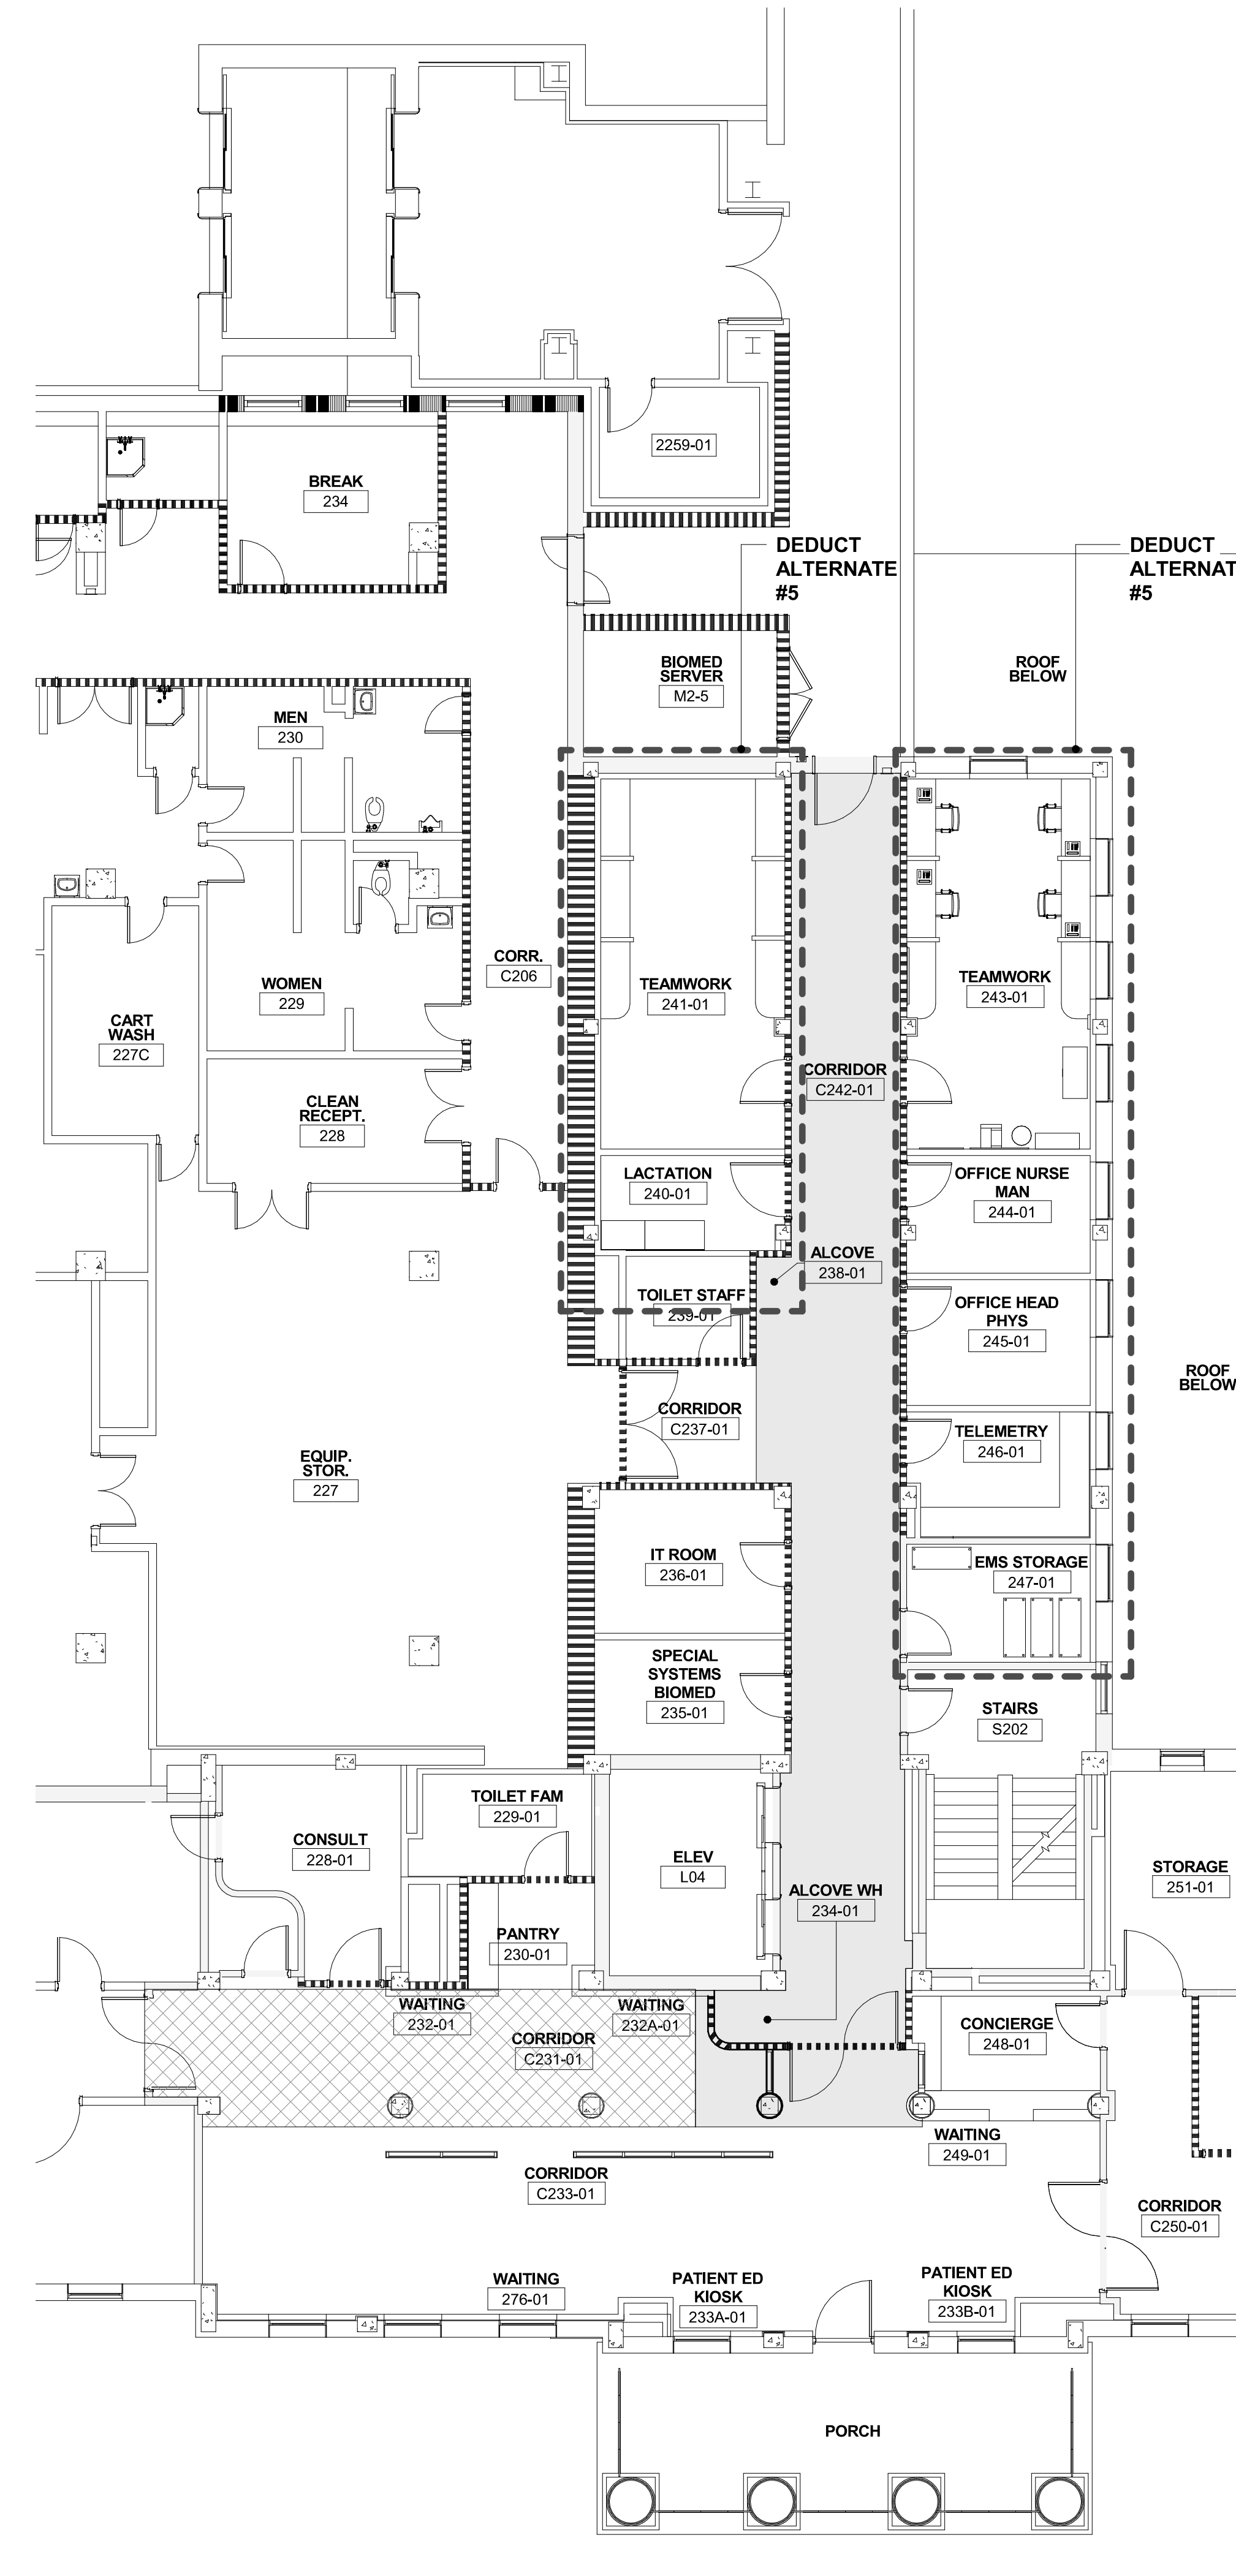 2259-01
BREAK
234
DEDUCT
ALTERNATE
#5
DEDUCT
ALTERNAT
#5
BIOMED
SERVER
M2-5
ROOF
BELOW
MEN
230
CORR.
C206
TEAMWORK
241-01
TEAMWORK
243-01
WOMEN
229
CART
WASH
227C
CORRIDOR
C242-01
CLEAN
RECEPT.
228
LACTATION
240-01
OFFICE NURSE
MAN
244-01
ALCOVE
238-01
TOILET STAFF
239-01
OFFICE HEAD
PHYS
245-01
ROOF
BELOW
CORRIDOR
C237-01
TELEMETRY
246-01
EQUIP.
STOR.
227
IT ROOM
236-01
EMS STORAGE
247-01
SPECIAL
SYSTEMS
BIOMED
235-01
STAIRS
S202
TOILET FAM
229-01
CONSULT
228-01
ELEV
L04
STORAGE
251-01
ALCOVE WH
234-01
PANTRY
230-01
WAITING
232-01
WAITING
232A-01
CORRIDOR
C231-01
CONCIERGE
248-01
WAITING
249-01
CORRIDOR
C233-01
CORRIDOR
C250-01
WAITING
276-01
PATIENT ED
KIOSK
233A-01
PATIENT ED
KIOSK
233B-01
PORCH